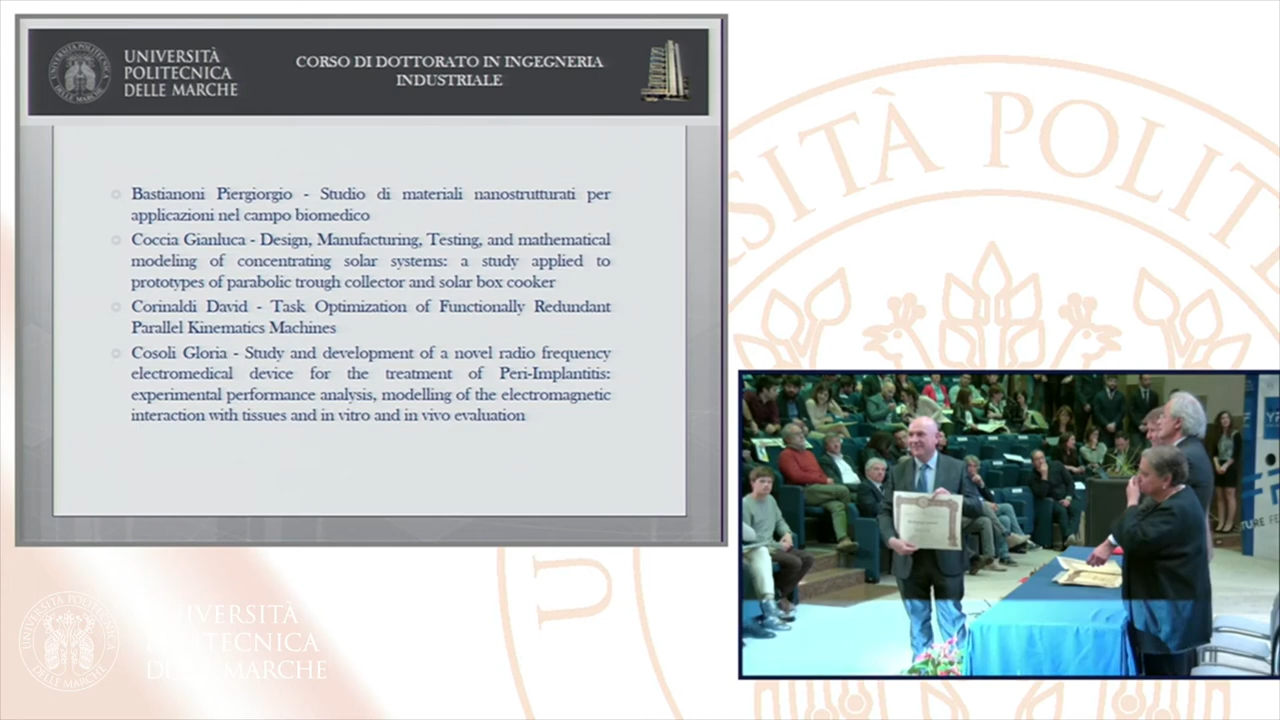 UNIVERSITÀ
POLITECNICA
DELLE MARCHE
CORSO DI DOTTORATO IN INGEGNERIA
INDUSTRIALE
Bastianoni Piergiorgio - Studio di materiali nanostrutturati per
applicazioni nel campo biomedico
Coccia Gianluca - Design, Manufacturing, Testing, and mathematical
modeling of concentrating solar systems: a study applied to
prototypes of parabolic trough collector and solar box cooker
Corinaldi David - Task Optimization of Functionally Redundant
Parallel Kinematics Machines
Cosoli Gloria - Study and development of a novel radio frequency
electromedical device for the treatment of Peri-Implantitis:
experimental performance analysis, modelling of the electromagnetic
interaction with tissues and in vitro and in vivo evaluation
UNIVERSITÀ
POLITECNICA
DELLE MARCHE